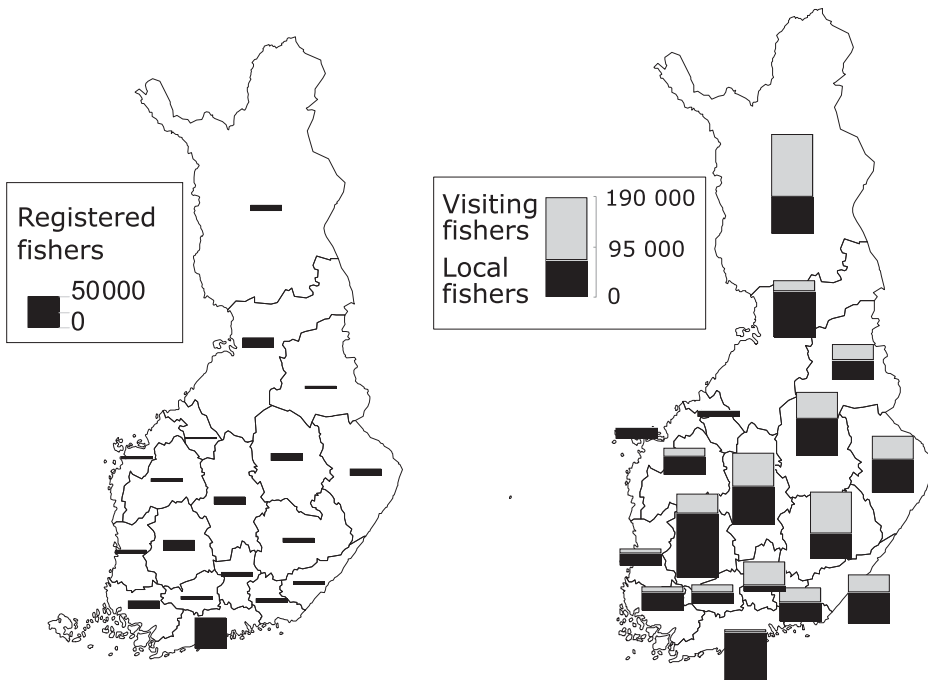 Registered
fishers
50000
0
Visiting
fishers
Local
fishers
190 000
95 000
0